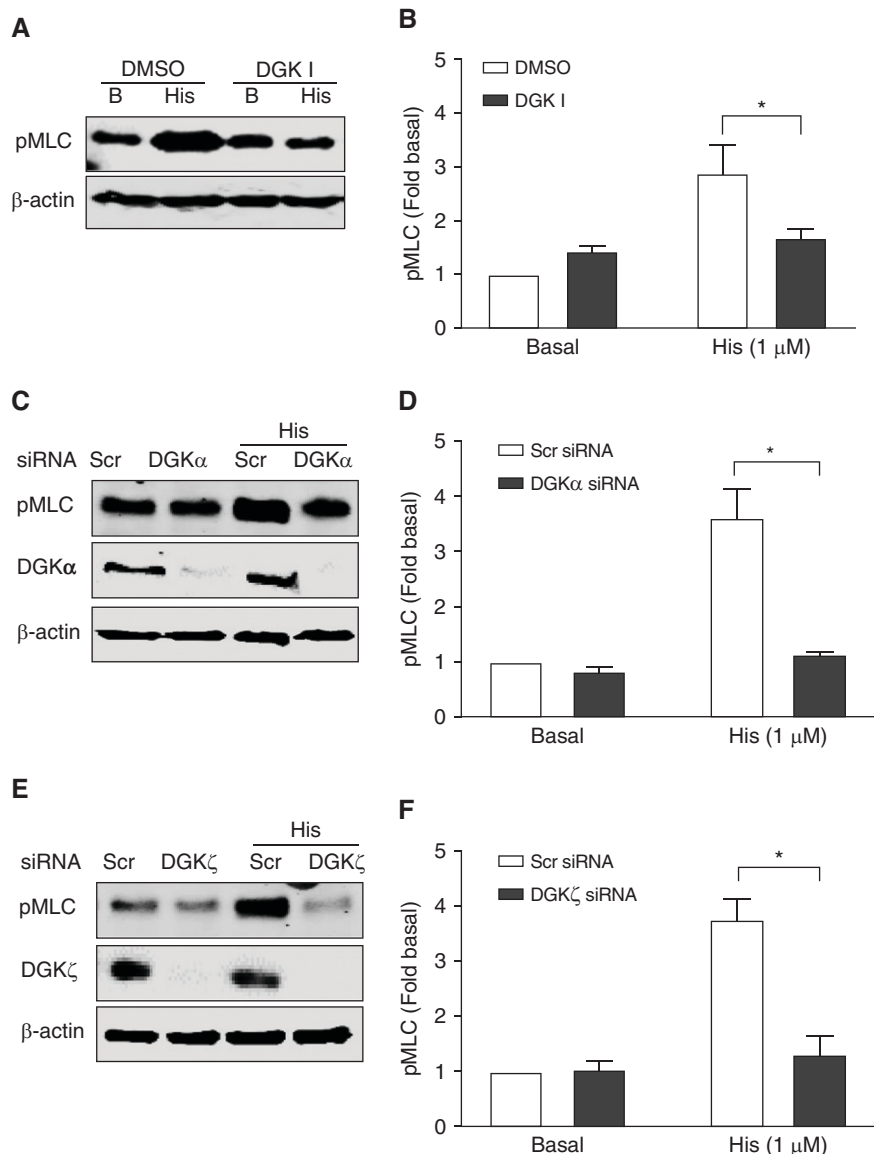 A
DMSO DGK I
B His B His
pMLC
β-actin
B
DMSO
DGK I
*
pMLC (Fold basal)
5
4
3
2
1
0
Basal His (1 μM)
C
His
siRNA Scr DGKα Scr DGKα
pMLC
DGKα
β-actin
D
Scr siRNA
DGKα siRNA
*
pMLC (Fold basal)
5
4
3
2
1
0
Basal His (1 μM)
E
His
siRNA Scr DGKζ Scr DGKζ
pMLC
DGKζ
β-actin
F
Scr siRNA
DGKζ siRNA
*
pMLC (Fold basal)
5
4
3
2
1
0
Basal His (1 μM)